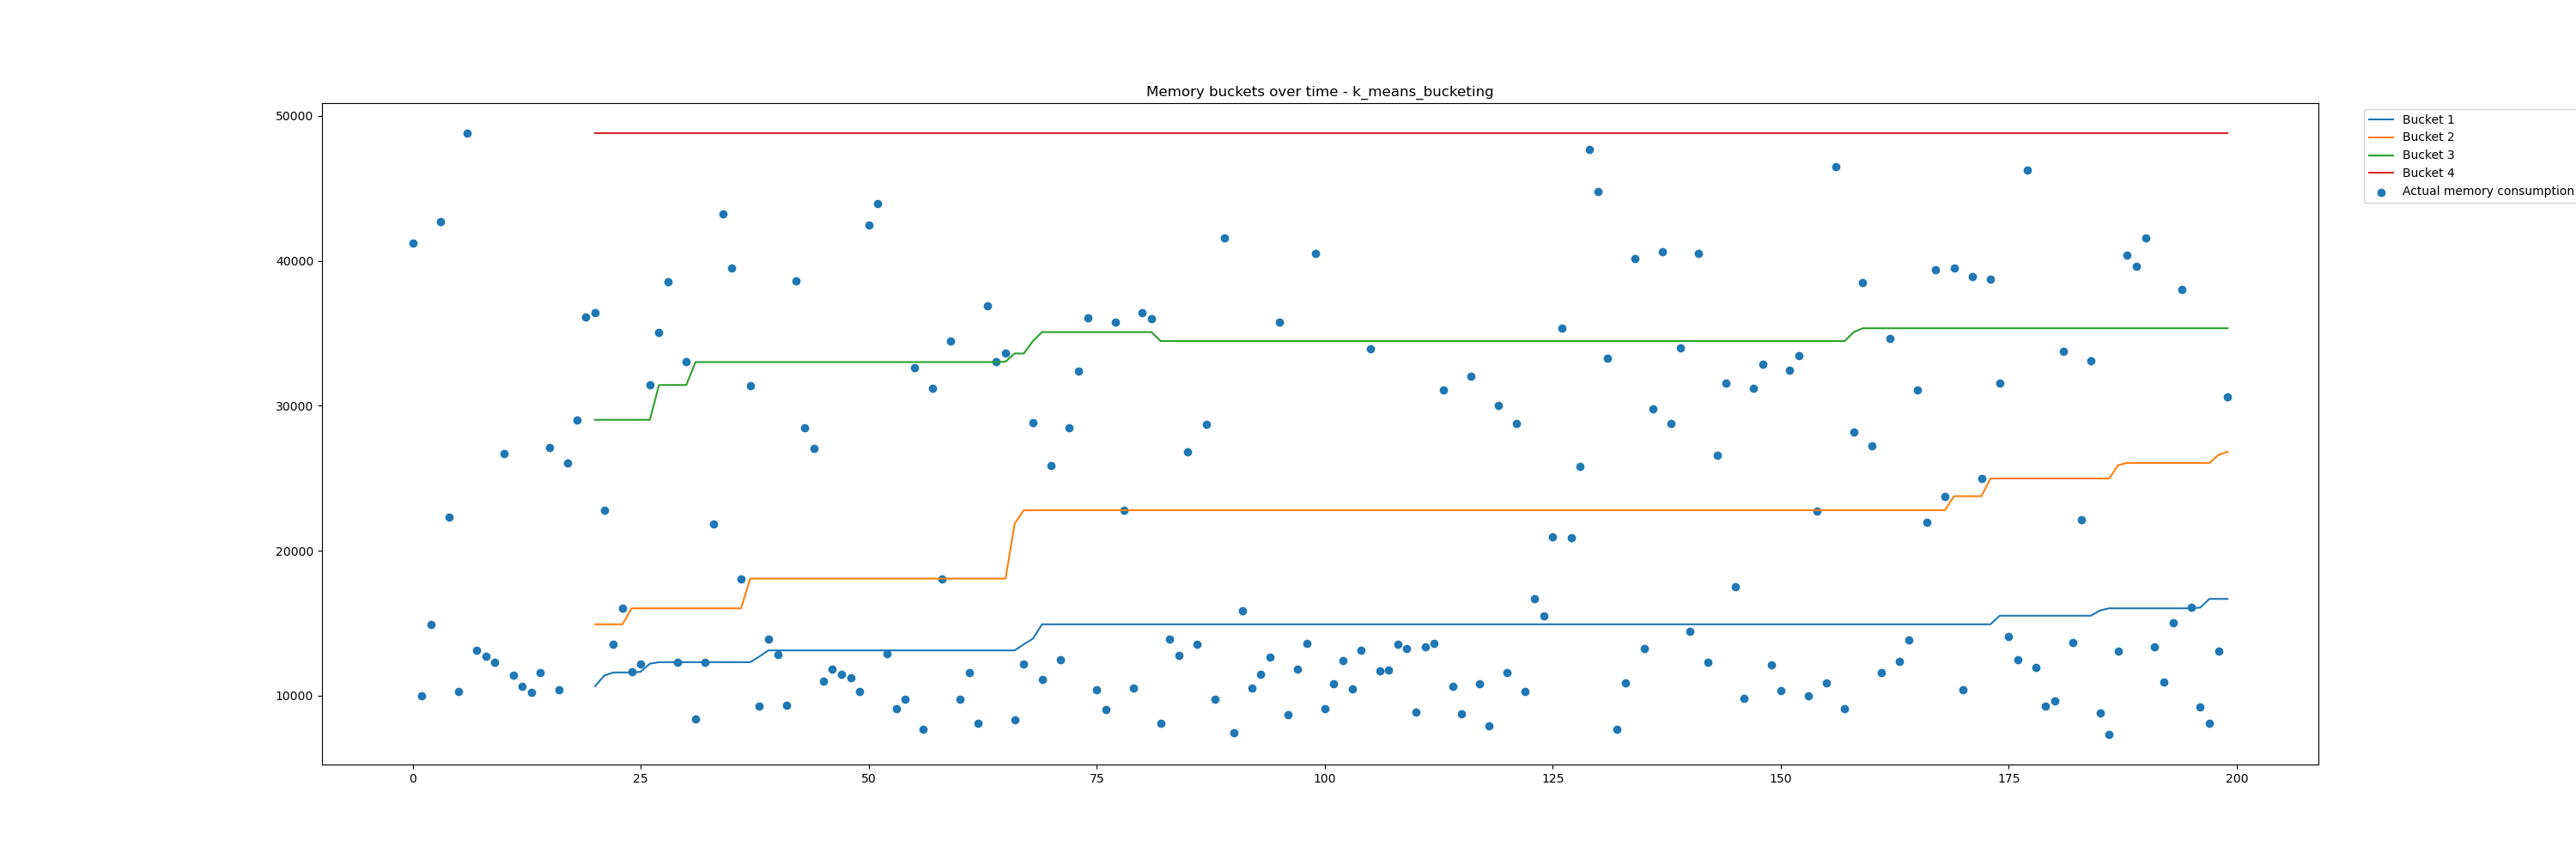 Memory buckets over time - k_means_bucketing
50000
40000
30000
20000
10000
0
25
50
75
100
125
150
175
200
Bucket 1
Bucket 2
Bucket 3
Bucket 4
Actual memory consumption